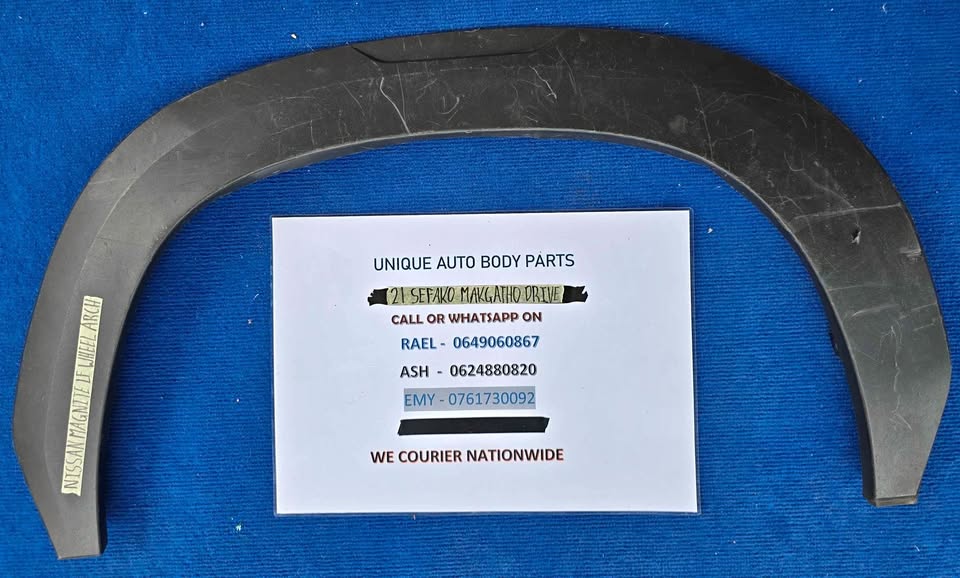 NISSAN MAGNITE LF WHEEL ARCH
UNIQUE AUTO BODY PARTS
21 SEFAKO MAKGATHO DRIVE
CALL OR WHATSAPP ON
RAEL - 0649060867
ASH - 0624880820
EMY - 0761730092
WE COURIER NATIONWIDE